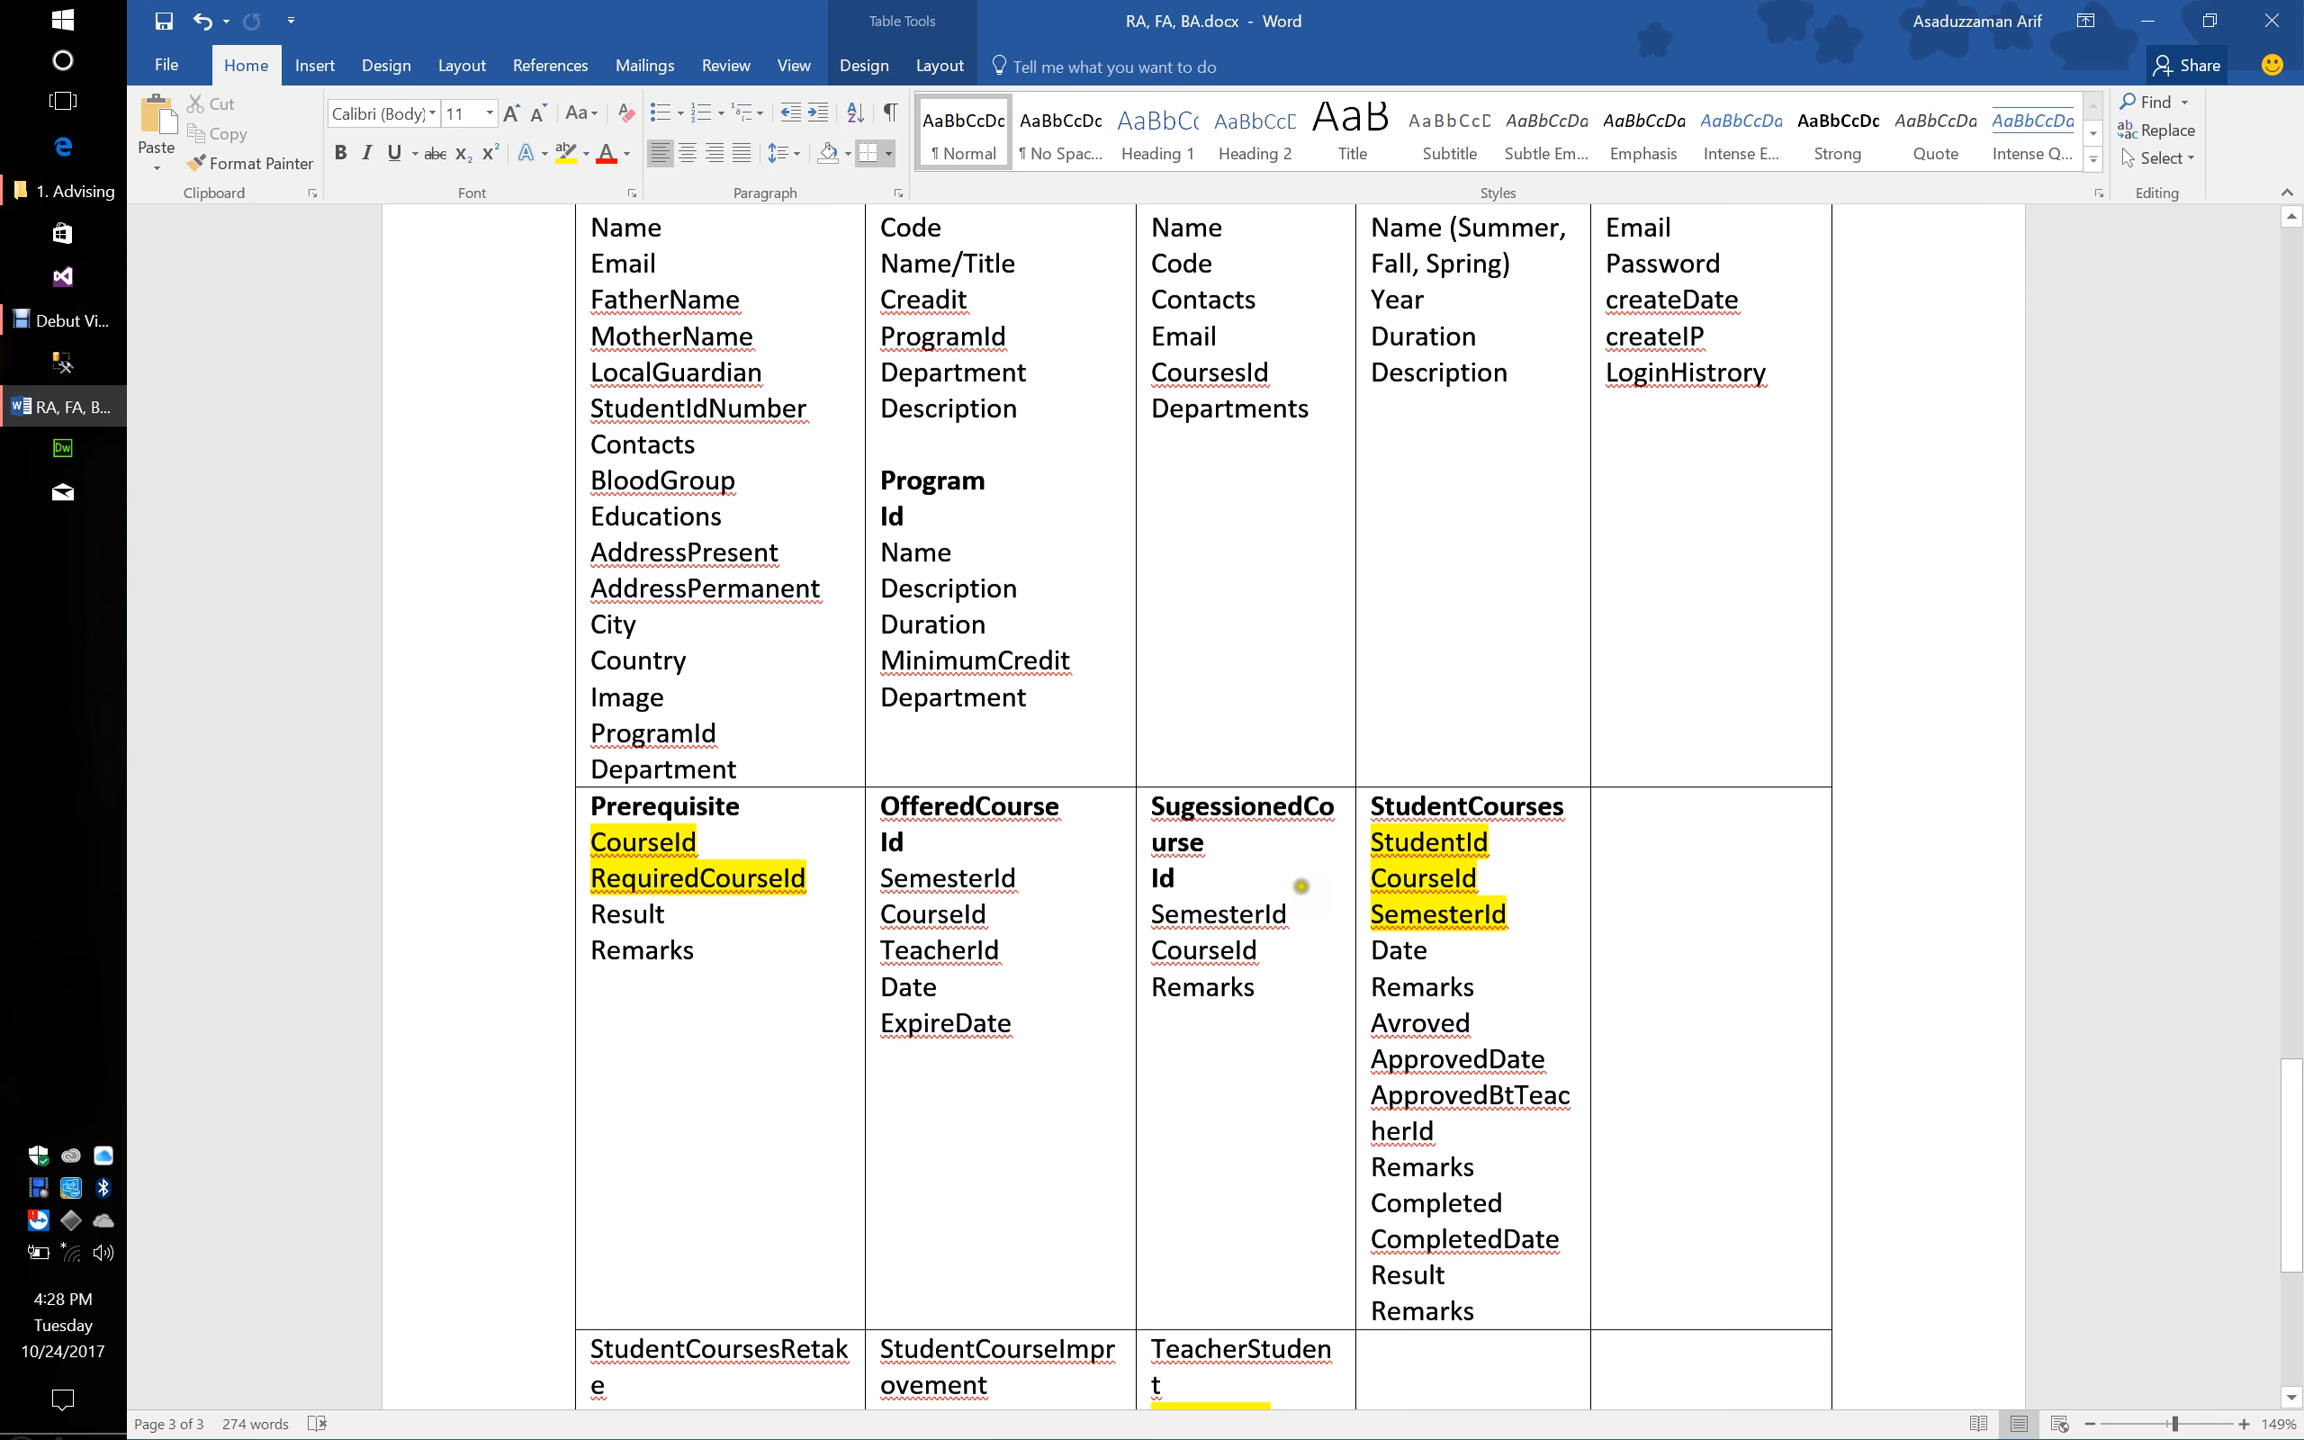 Table Tools
RA, FA, BA.docx - Word
Asaduzzaman Arif
File
Home
Insert
Design
Layout
References
Mailings
Review
View
Design
Layout
Tell me what you want to do
Share
Paste
Cut
Copy
Format Painter
Clipboard
Calibri (Body)
11
Font
Paragraph
AaBbCcDc
¶ Normal
AaBbCcDc
¶ No Spac...
AaBbCc
Heading 1
AaBbCcE
Heading 2
AaB
Title
AaBbCcD
Subtitle
AaBbCcDa
Subtle Em...
AaBbCcDa
Emphasis
AaBbCcDa
Intense E...
AaBbCcDc
Strong
AaBbCcDa
Quote
AaBbCcDa
Intense Q...
Styles
Find
Replace
Select
Editing
1. Advising
Debut Vi...
RA, FA, B...
Dw
4:28 PM
Tuesday
10/24/2017
Name
Email
FatherName
MotherName
LocalGuardian
StudentIdNumber
Contacts
BloodGroup
Educations
AddressPresent
AddressPermanent
City
Country
Image
ProgramId
Department
Code
Name/Title
Creadit
ProgramId
Department
Description
Program
Id
Name
Description
Duration
MinimumCredit
Department
Name
Code
Contacts
Email
CoursesId
Departments
Name (Summer,
Fall, Spring)
Year
Duration
Description
Email
Password
createDate
createIP
LoginHistrory
Prerequisite
CourseId
RequiredCourseId
Result
Remarks
OfferedCourse
Id
SemesterId
CourseId
TeacherId
Date
ExpireDate
SugessionedCo
urse
Id
SemesterId
CourseId
Remarks
StudentCourses
StudentId
CourseId
SemesterId
Date
Remarks
Avroved
ApprovedDate
ApprovedBtTeac
herId
Remarks
Completed
CompletedDate
Result
Remarks
StudentCoursesRetak
e
StudentCourseImpr
ovement
TeacherStuden
t
Page 3 of 3
274 words
149%